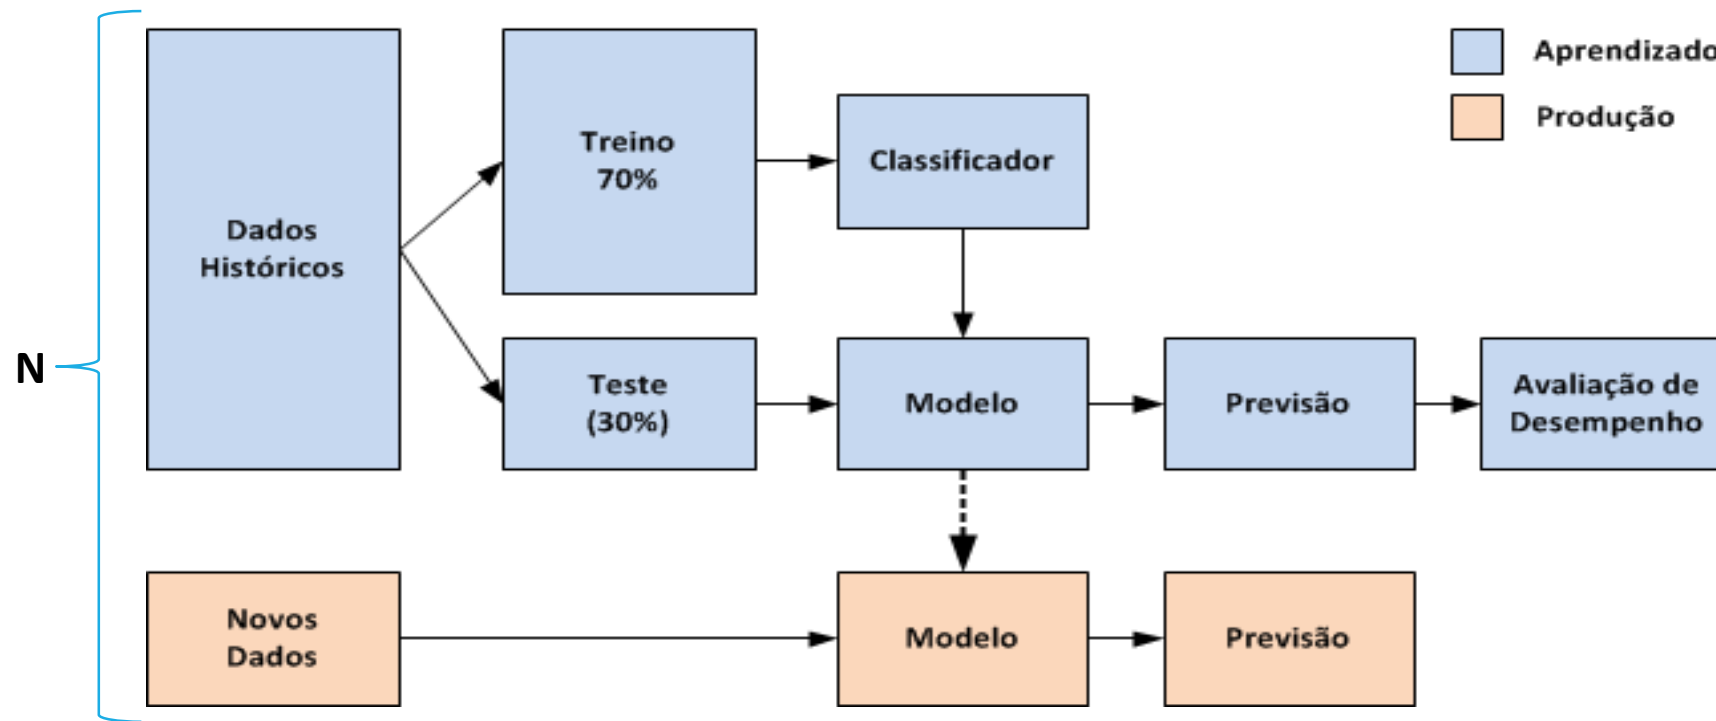 N
Dados
Históricos
Treino
70%
Classificador
Teste
(30%)
Modelo
Previsão
Avaliação de
Desempenho
Novos
Dados
Modelo
Previsão
Aprendizado
Produção